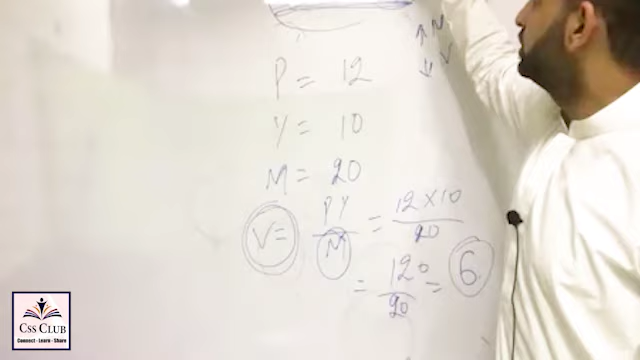 ↑ M
↓ V
P = 12
Y = 10
M = 20
V = PY / M = 12 × 10 / 20
= 120 / 20 = 6
CSS CLUB
Connect - Learn - Share